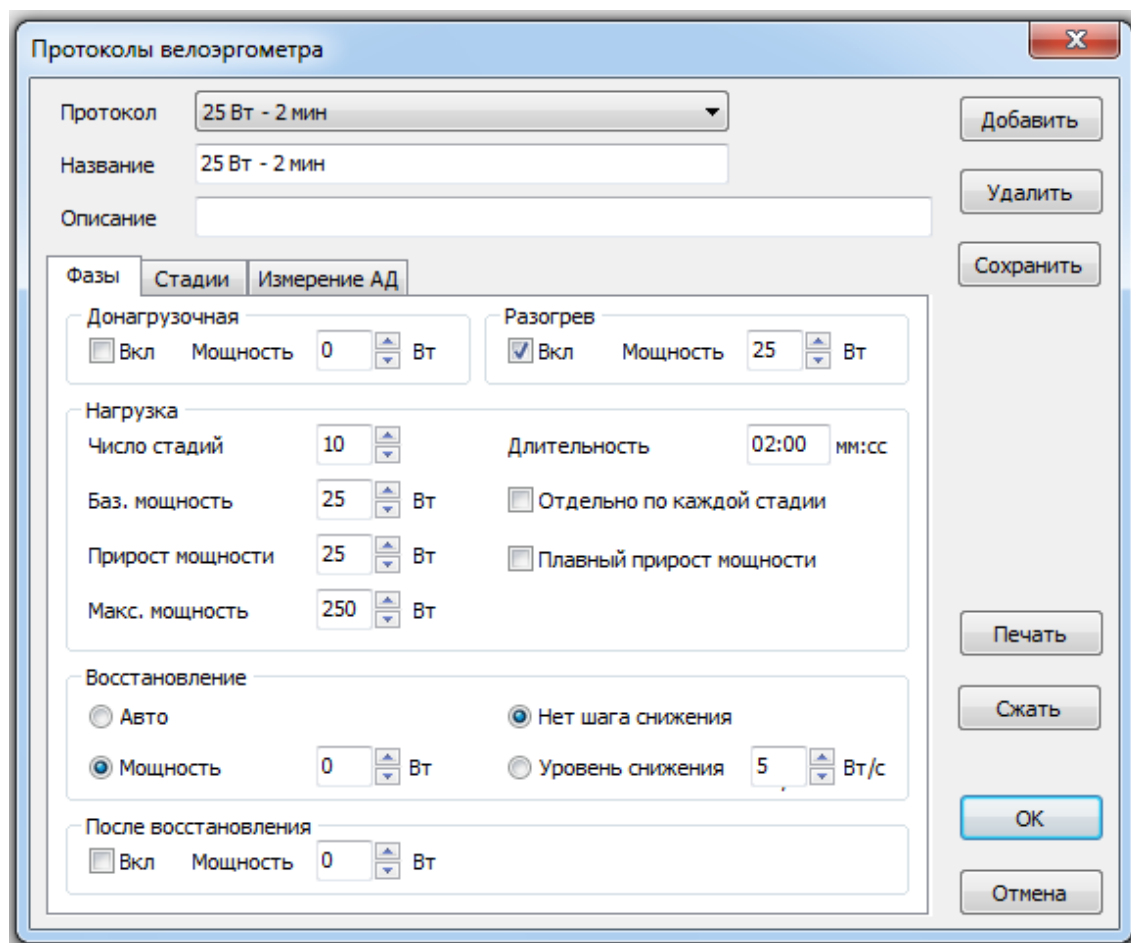 Протоколы велоэргометра
Протокол 25 Вт - 2 мин Добавить
Название 25 Вт - 2 мин
Удалить
Описание
Сохранить
Фазы Стадии Измерение АД
Донагрузочная Разогрев
Вкл Мощность 0 Вт Вкл Мощность 25 Вт
Нагрузка
Число стадий 10 Длительность 02:00 мм:сс
Баз. мощность 25 Вт Отдельно по каждой стадии
Прирост мощности 25 Вт Плавный прирост мощности
Макс. мощность 250 Вт
Печать
Восстановление
Авто Нет шага снижения Сжать
Мощность 0 Вт Уровень снижения 5 Вт/с
После восстановления OK
Вкл Мощность 0 Вт
Отмена